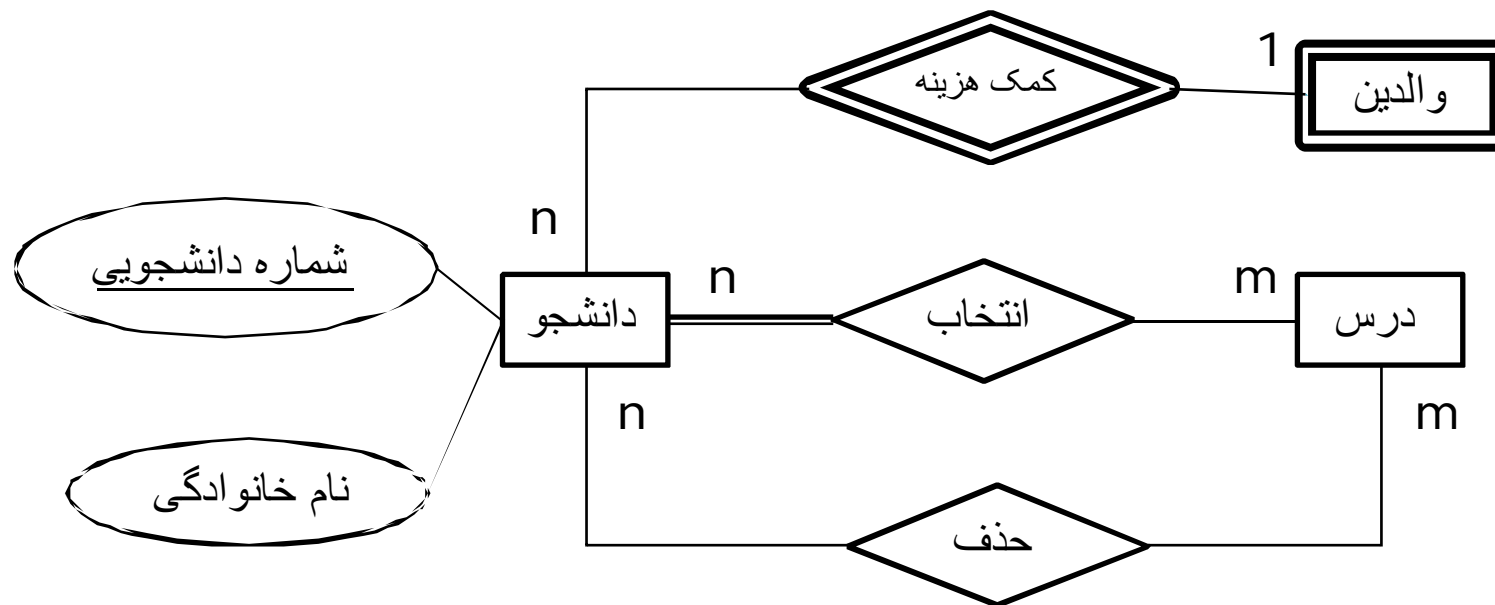 کمک هزینه
1
والدین
n
شماره دانشجویی
دانشجو
n
انتخاب
m
درس
n
m
نام خانوادگی
حذف